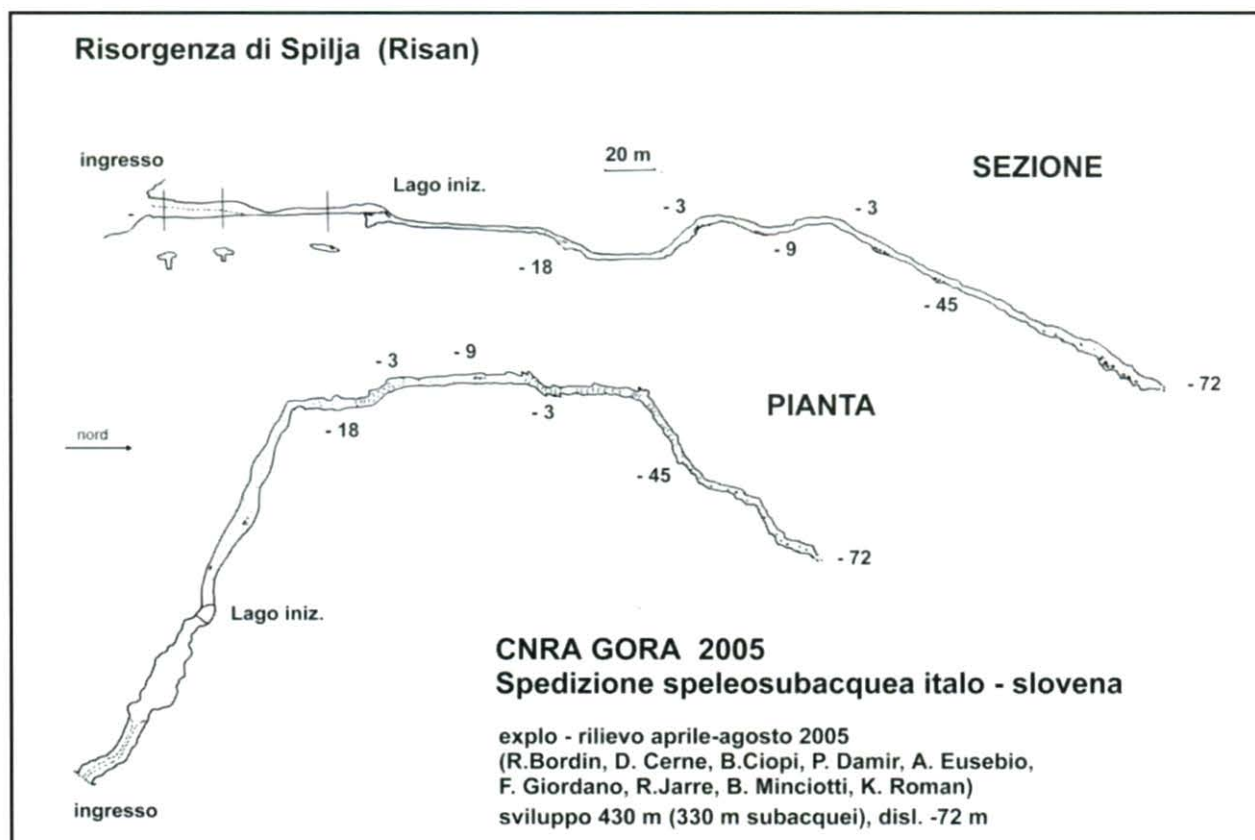 Risorgenza di Spilja (Risan)
ingresso
20 m
SEZIONE
Lago iniz.
- 3
- 3
- 18
- 9
- 45
- 72
- 3
- 9
PIANTA
- 18
- 3
nord
- 45
- 72
Lago iniz.
ingresso
CNRA GORA 2005
Spedizione speleosubacquea italo - slovena
explo - rilievo aprile-agosto 2005
(R.Bordin, D. Cerne, B.Ciopi, P. Damir, A. Eusebio,
F. Giordano, R.Jarre, B. Minciotti, K. Roman)
sviluppo 430 m (330 m subacquei), disl. -72 m